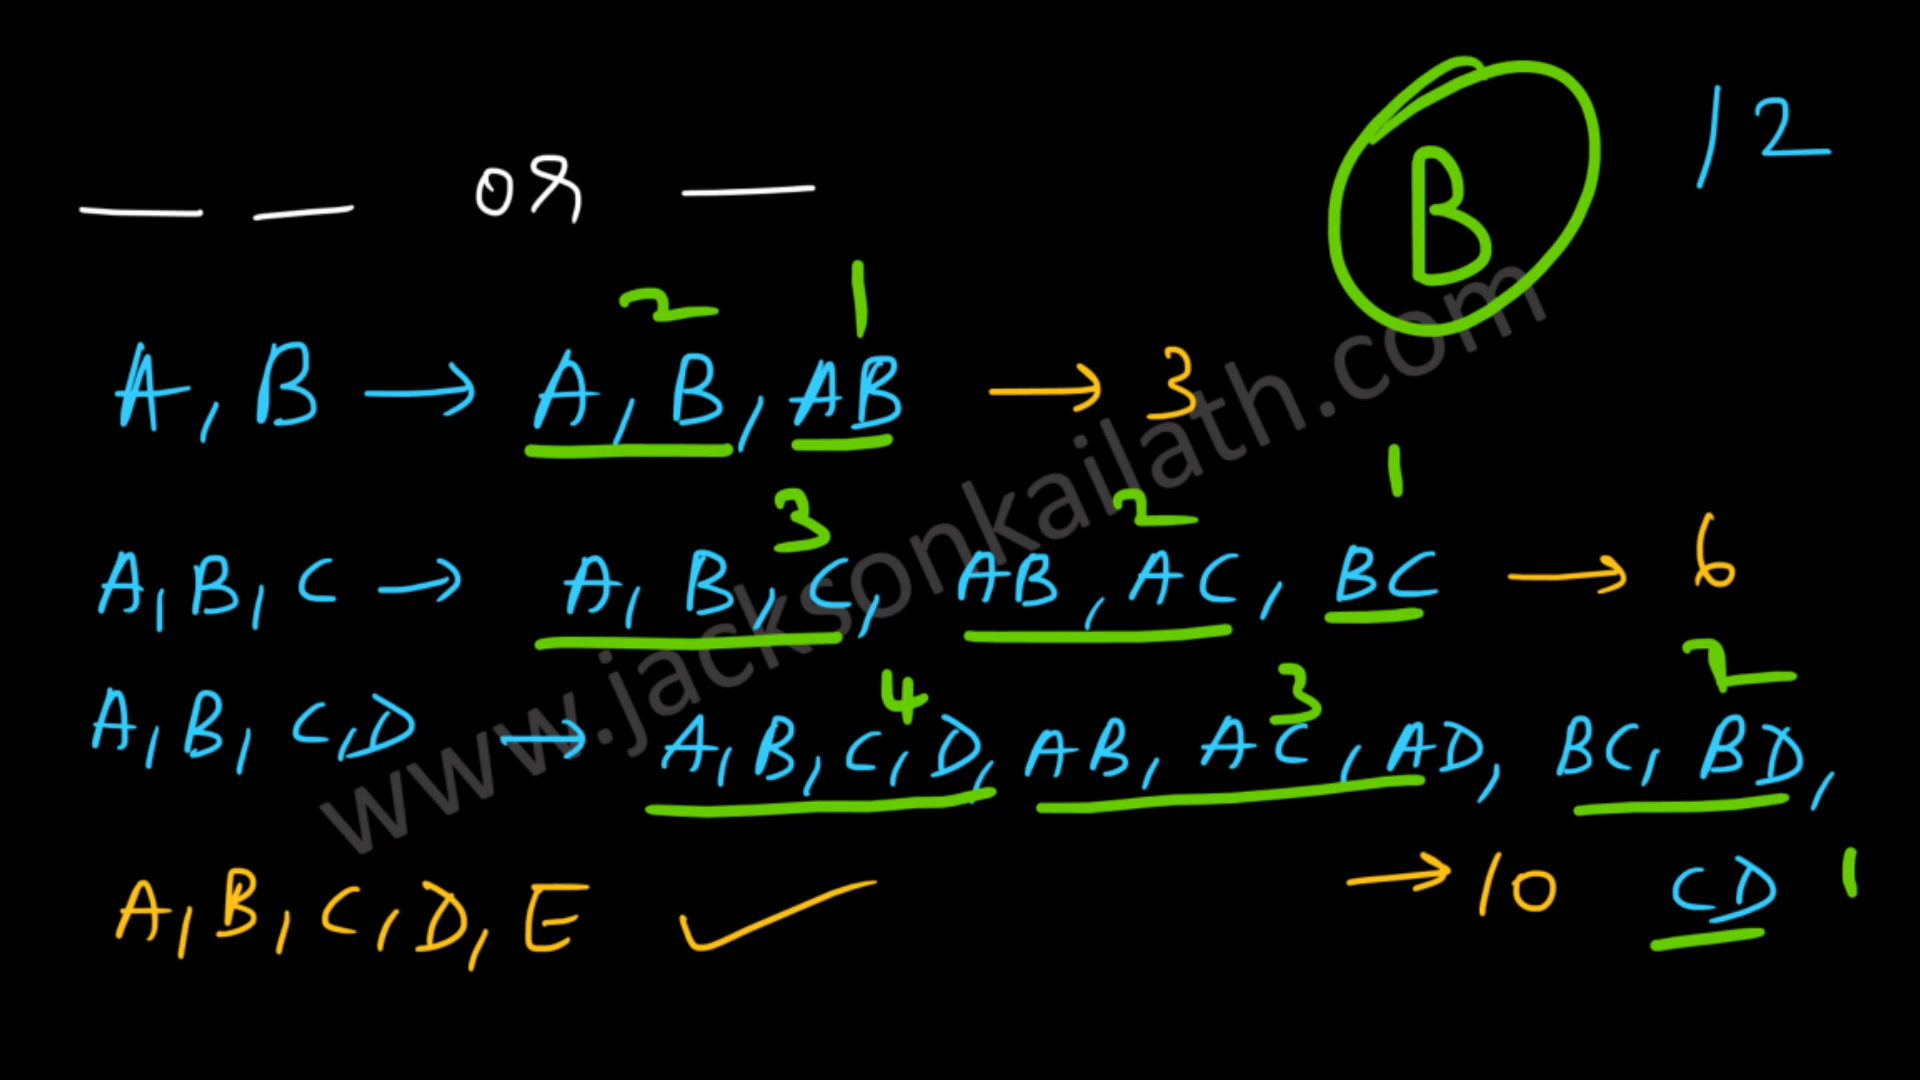 __ __ or __
B
12
2 1
A, B → A, B, AB → 3
3 2 1
A, B, C → A, B, C, AB, AC, BC → 6
4 3 2
A, B, C, D → A, B, C, D, AB, AC, AD, BC, BD,
→ 10 CD 1
A, B, C, D, E ✓
www.jacksonkailath.com